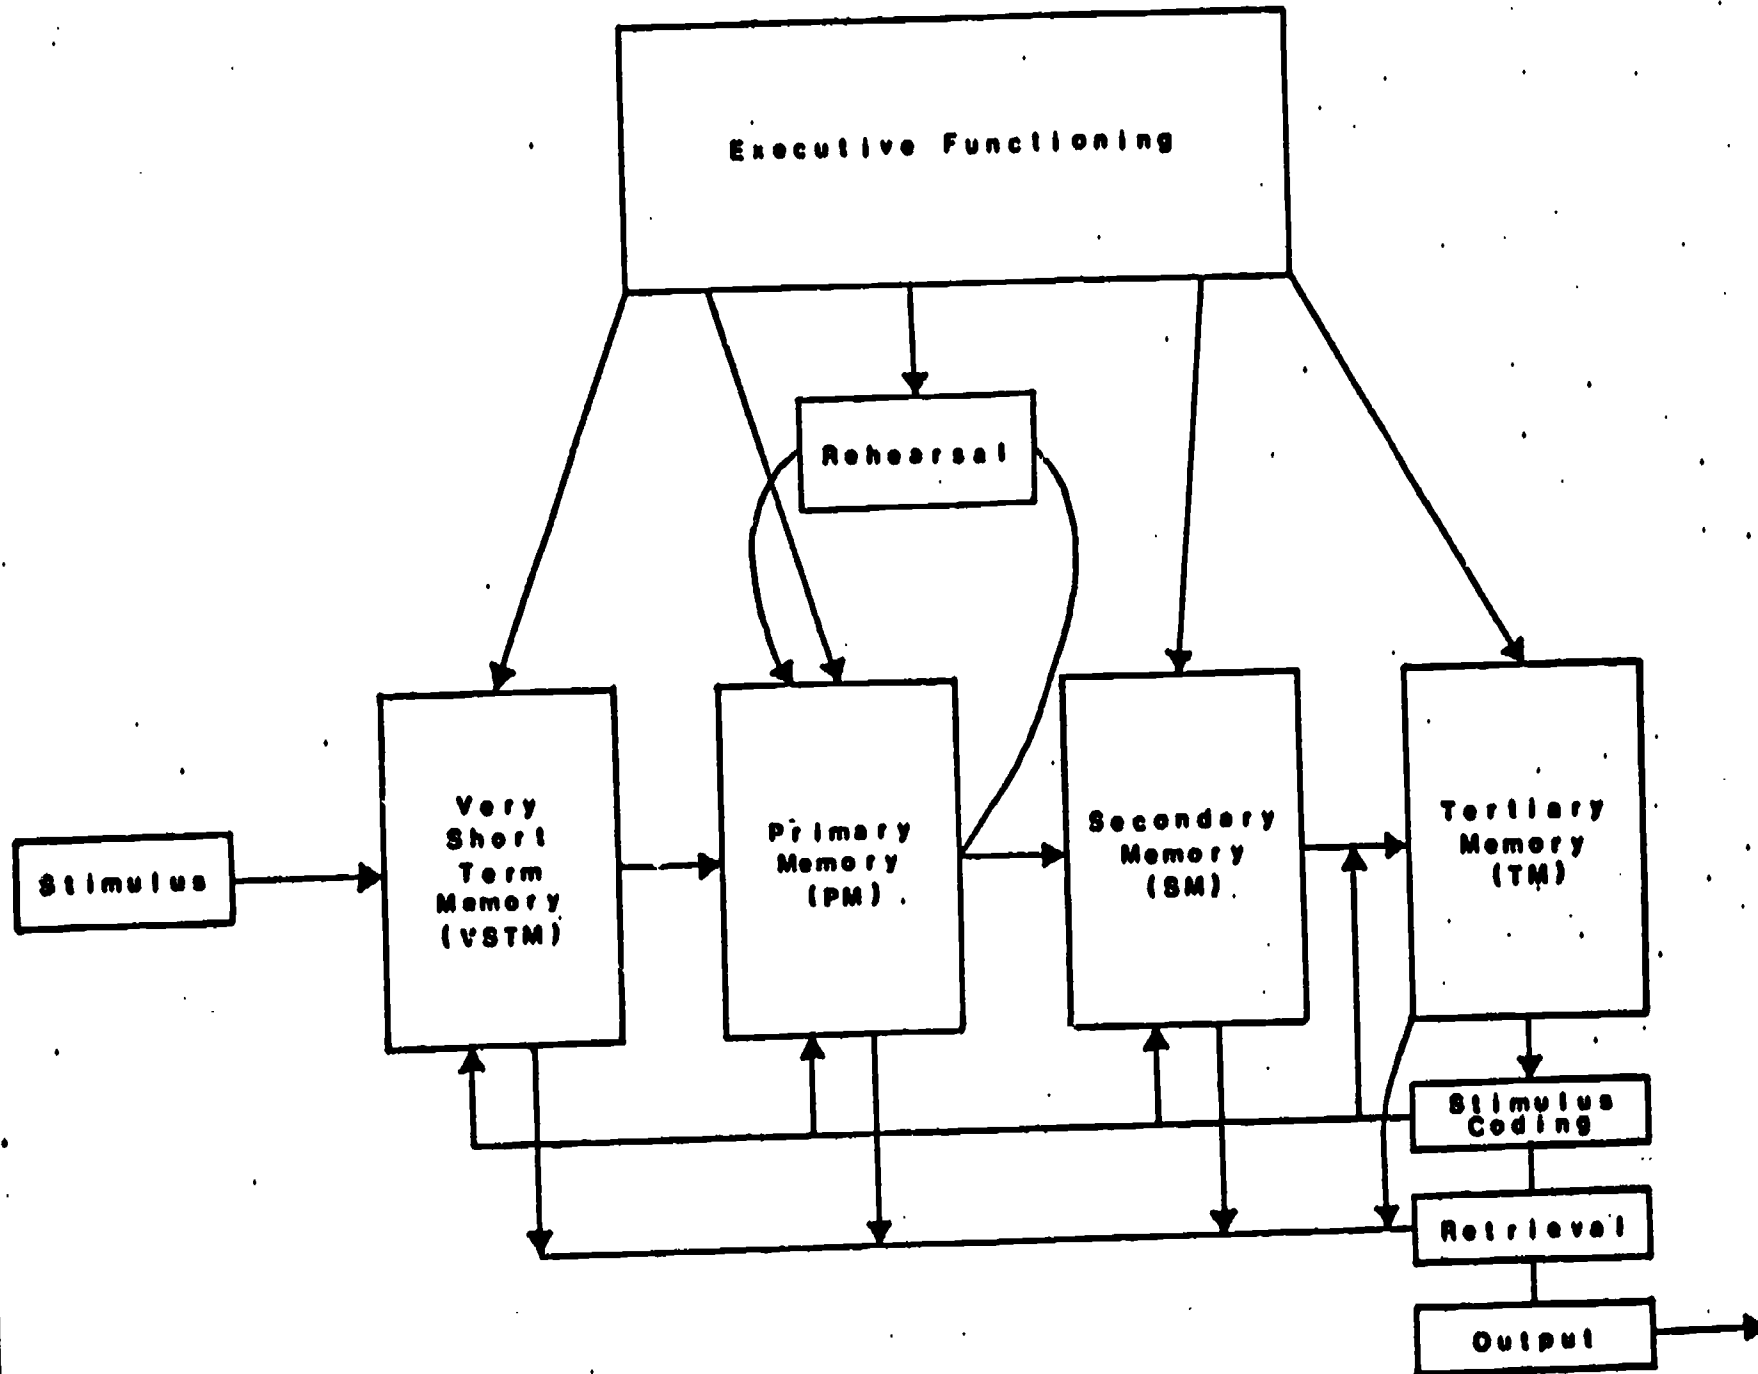 Executive Functioning
Rehearsal
Stimulus
Very
Short
Term
Memory
(VSTM)
Primary
Memory
(PM)
Secondary
Memory
(SM)
Tertiary
Memory
(TM)
Stimulus
Coding
Retrieval
Output